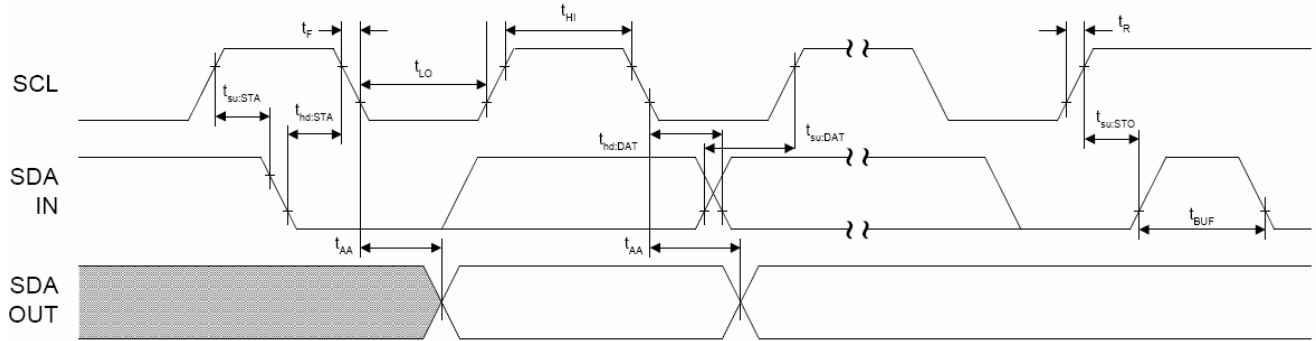 t_HI
t_F
t_R
t_LO
SCL
t_su:STA
t_hd:STA
t_su:STO
t_hd:DAT
t_su:DAT
SDA
IN
t_BUF
t_AA
t_AA
SDA
OUT